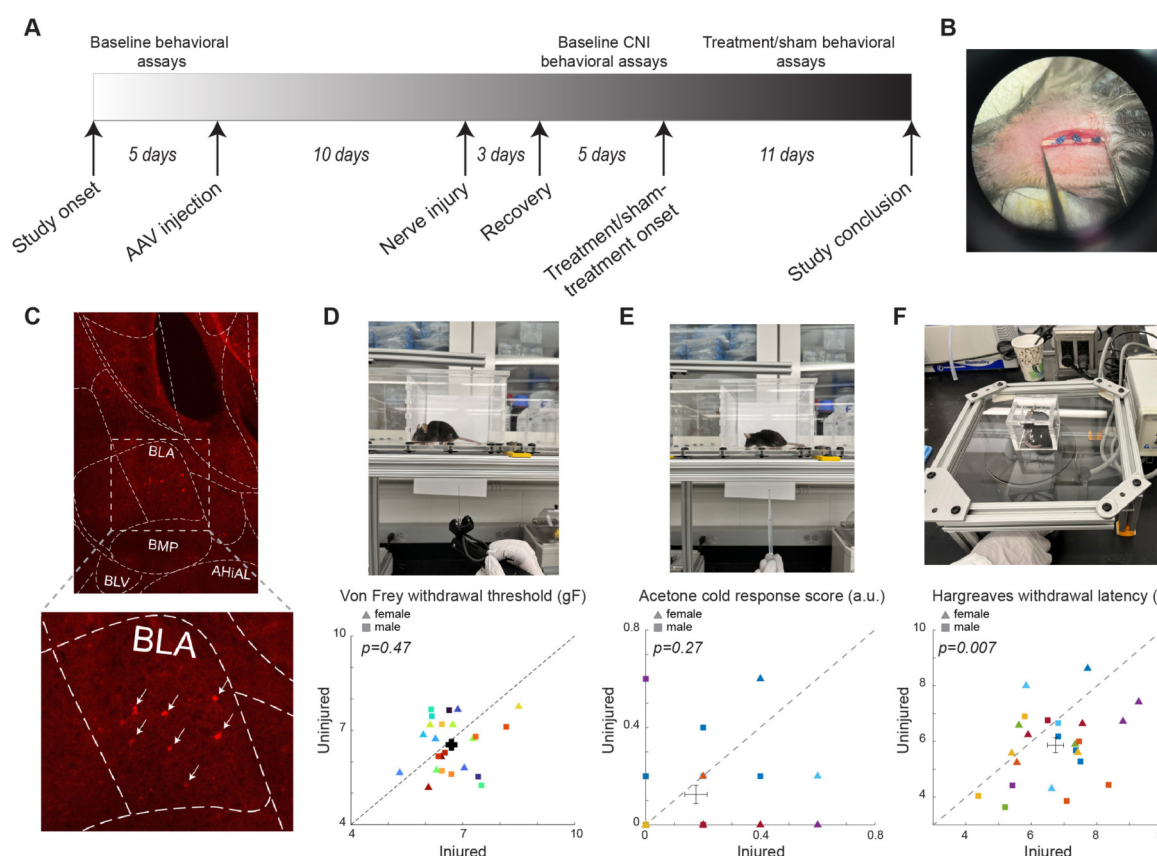 A
Baseline behavioral
assays
Baseline CNI
behavioral assays
Treatment/sham behavioral
assays
5 days
10 days
3 days
5 days
11 days
Study onset
AAV injection
Nerve injury
Recovery
Treatment/sham-
treatment onset
Study conclusion
B
C
BLA
BMP
BLV
AHiAL
BLA
D
Von Frey withdrawal threshold (gF)
female
male
p=0.47
Uninjured
10
7
4
4
7
10
Injured
E
Acetone cold response score (a.u.)
female
male
p=0.27
Uninjured
0.8
0.4
0
0
0.4
0.8
Injured
F
Hargreaves withdrawal latency (
female
male
p=0.007
Uninjured
10
8
6
4
4
6
8
Injured